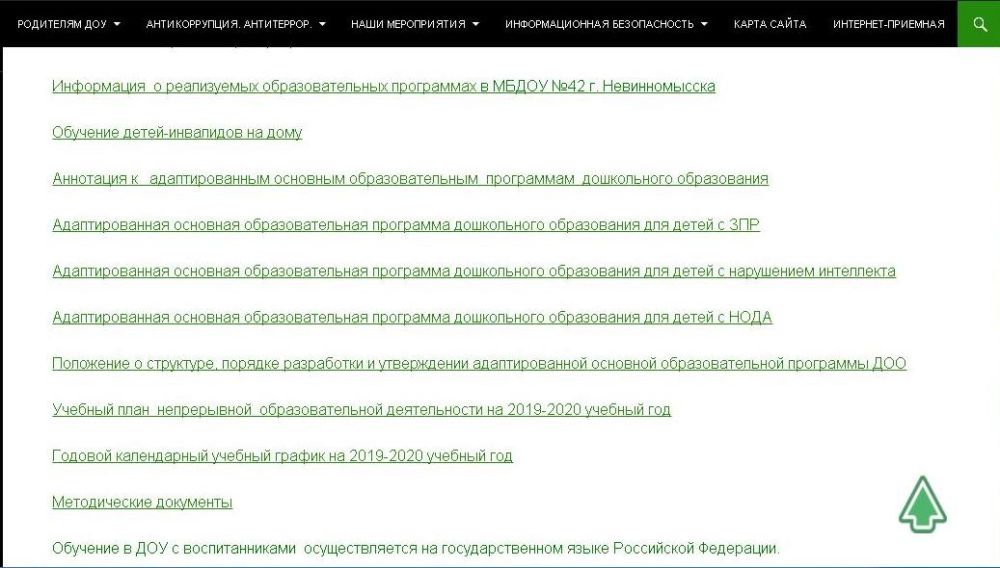 РОДИТЕЛЯМ ДОУ АНТИКОРРУПЦИЯ. АНТИТЕРРОР. НАШИ МЕРОПРИЯТИЯ ИНФОРМАЦИОННАЯ БЕЗОПАСНОСТЬ КАРТА САЙТА ИНТЕРНЕТ-ПРИЕМНАЯ
Информация о реализуемых образовательных программах в МБДОУ №42 г. Невинномысска
Обучение детей-инвалидов на дому
Аннотация к адаптированным основным образовательным программам дошкольного образования
Адаптированная основная образовательная программа дошкольного образования для детей с ЗПР
Адаптированная основная образовательная программа дошкольного образования для детей с нарушением интеллекта
Адаптированная основная образовательная программа дошкольного образования для детей с НОДА
Положение о структуре, порядке разработки и утверждении адаптированной основной образовательной программы ДОО
Учебный план непрерывной образовательной деятельности на 2019-2020 учебный год
Годовой календарный учебный график на 2019-2020 учебный год
Методические документы
Обучение в ДОУ с воспитанниками осуществляется на государственном языке Российской Федерации.